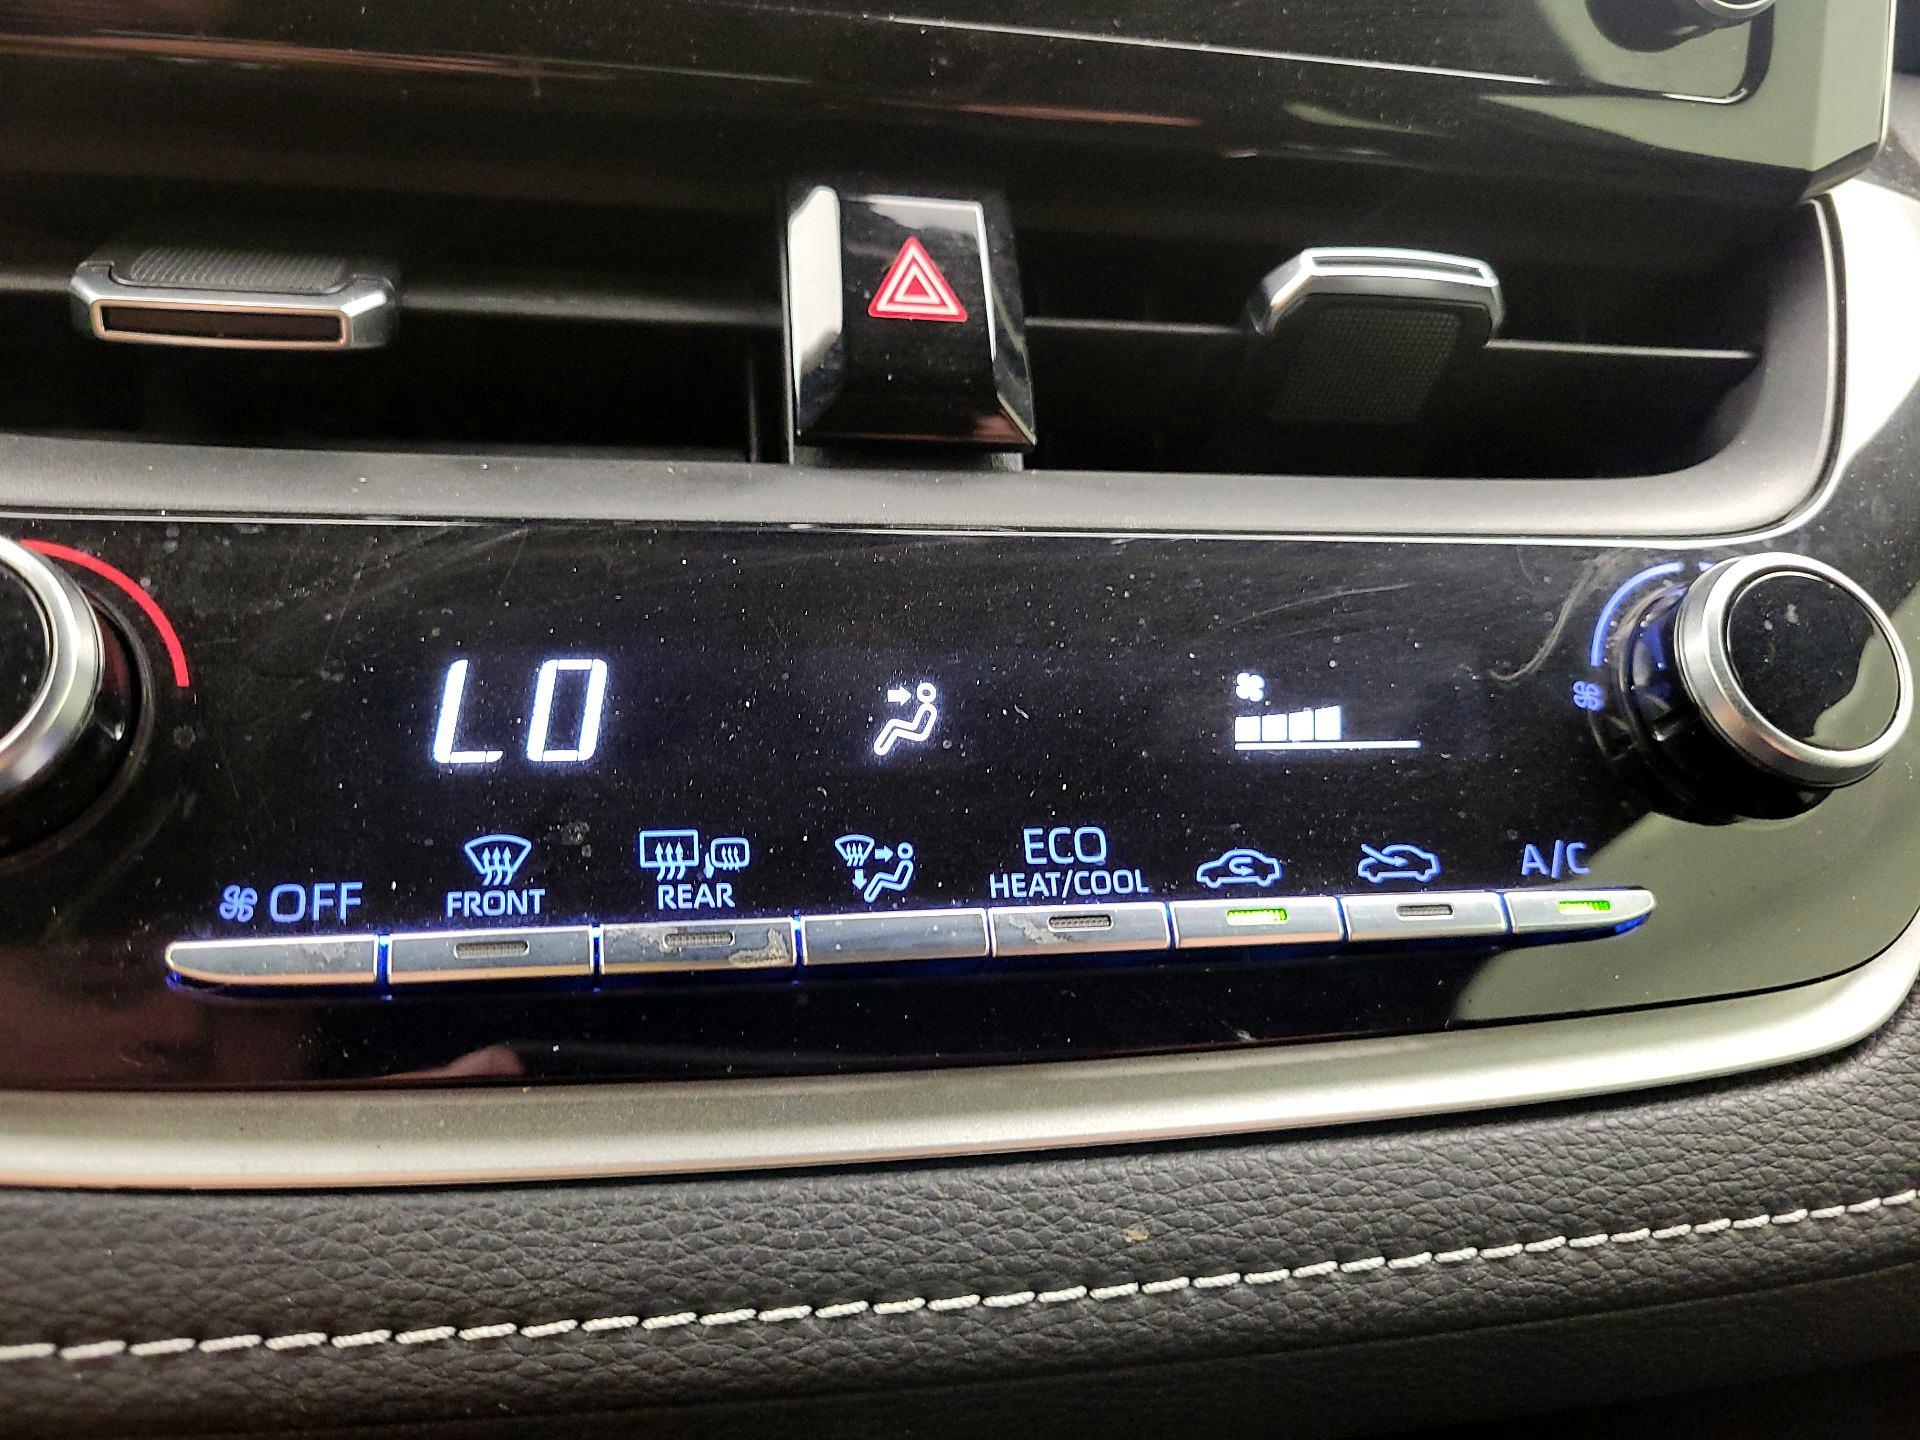 LO
OFF
FRONT
REAR
ECO
HEAT/COOL
A/C